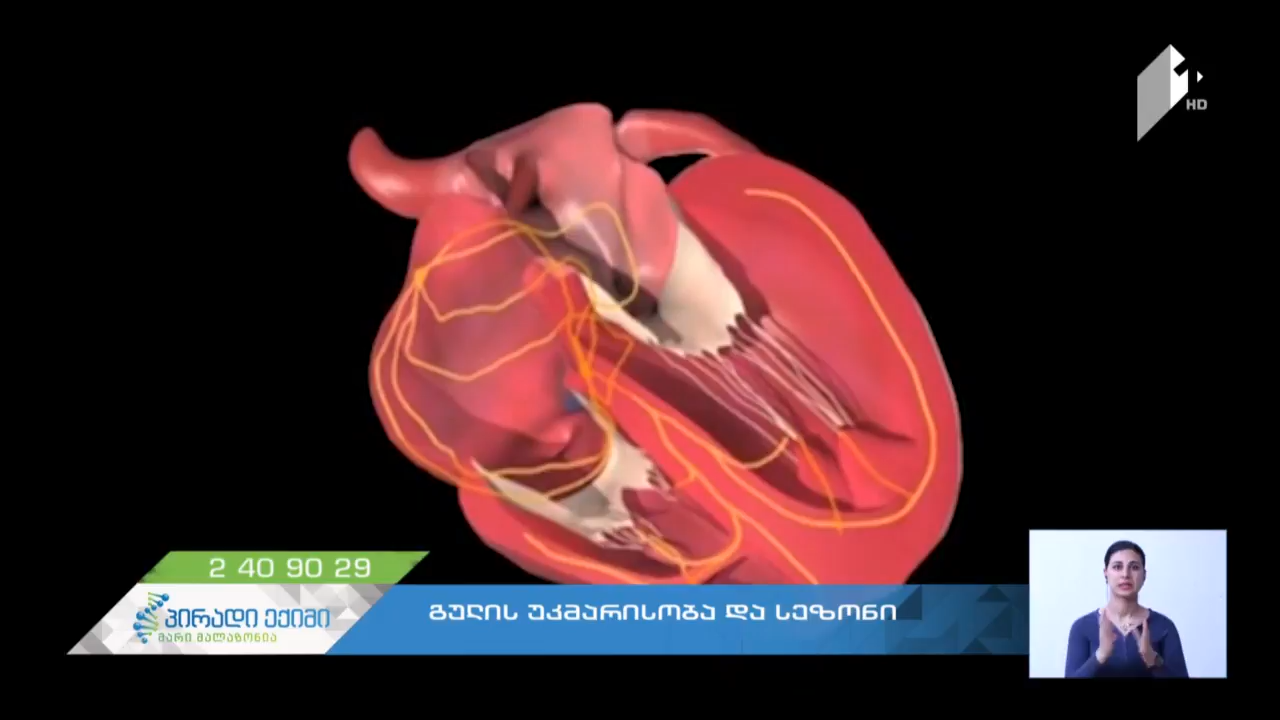 HD
2 40 90 29
პირადი ექიმი
მარი მალაზონია
გულის უკმარისობა და სეზონი